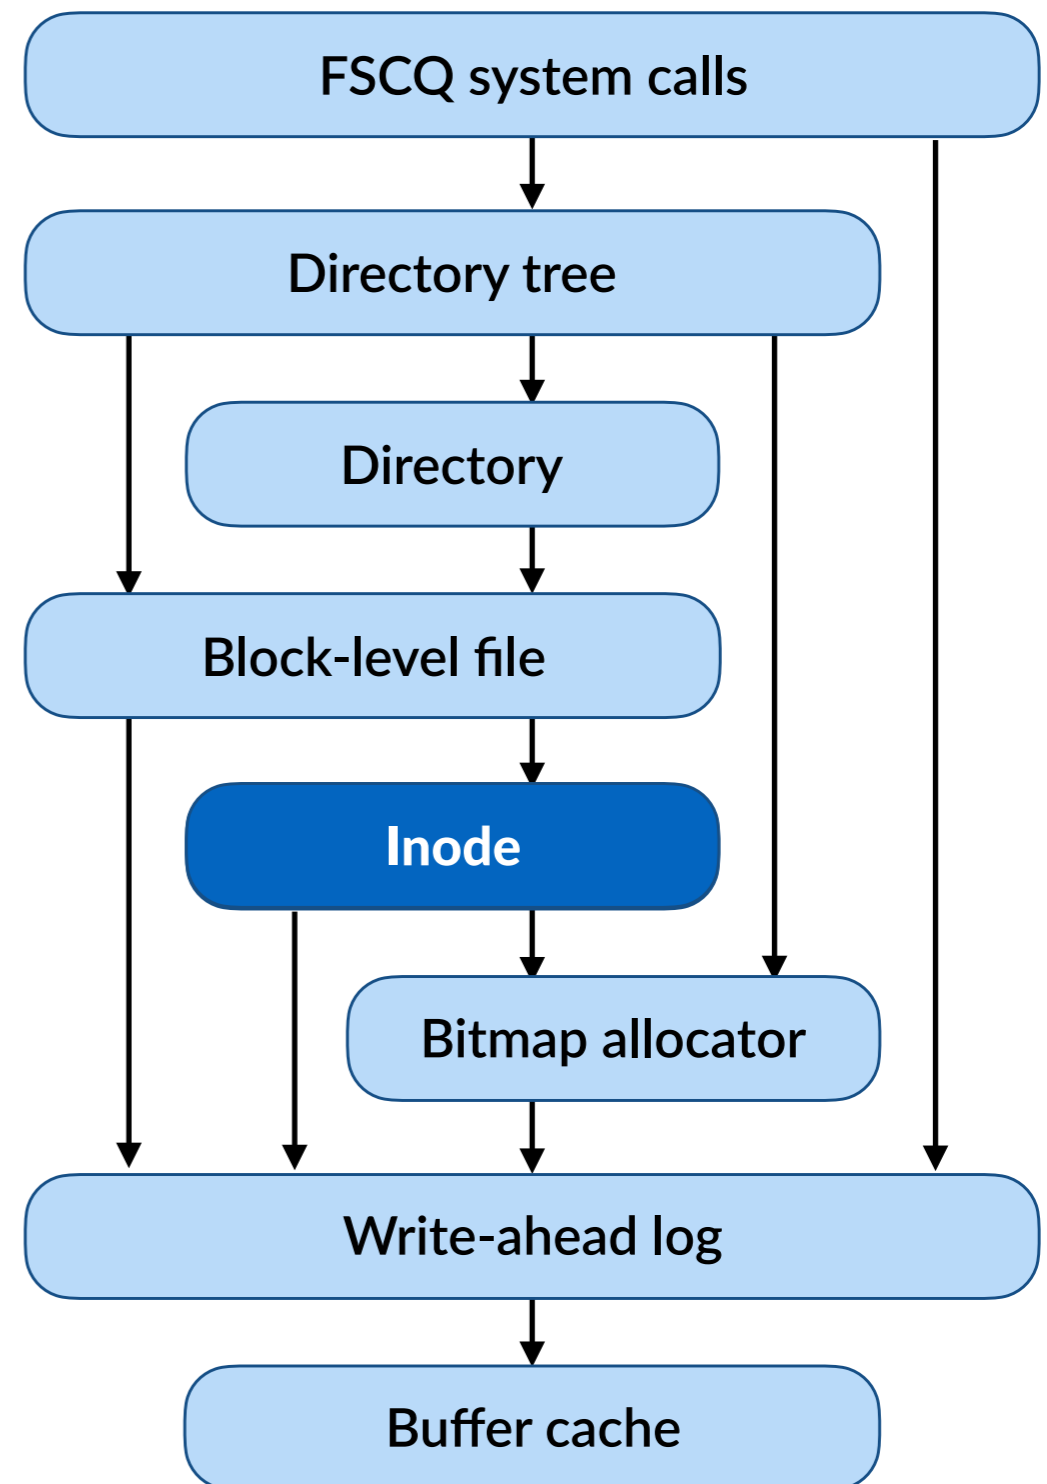 FSCQ system calls
Directory tree
Directory
Block-level file
Inode
Bitmap allocator
Write-ahead log
Buffer cache